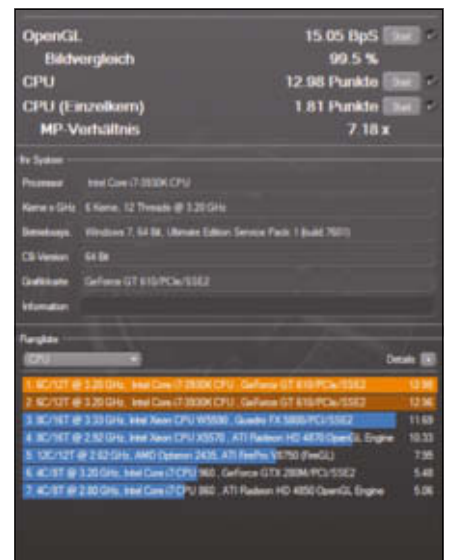 OpenGL 15.05 BpS Start
Bildvergleich 99.5 %
CPU 12.98 Punkte Start
CPU (Einzelkern) 1.81 Punkte Start
MP-Verhältnis 7.18 x
Ihr System
Prozessor Intel Core i7-3930K CPU
Kerne x GHz 6 Kerne, 12 Threads @ 3.20 GHz
Betriebssys. Windows 7, 64 Bit, Ultimate Edition Service Pack 1 (build 7601)
CB Version 64 Bit
Grafikkarte GeForce GT 610/PCIe/SSE2
Information
Rangliste
CPU Details
1. 6C/12T @ 3.20 GHz, Intel Core i7-3930K CPU, GeForce GT 610/PCIe/SSE2 12.98
2. 6C/12T @ 3.20 GHz, Intel Core i7-3930K CPU, GeForce GT 610/PCIe/SSE2 12.96
3. 8C/16T @ 3.33 GHz, Intel Xeon CPU W5590, Quadro FX 5800/PCI/SSE2 11.69
4. 8C/16T @ 2.92 GHz, Intel Xeon CPU X5570, ATI Radeon HD 4870 OpenGL Engine 10.33
5. 12C/12T @ 2.62 GHz, AMD Opteron 2435, ATI FirePro V8750 (FireGL) 7.95
6. 4C/8T @ 3.20 GHz, Intel Core i7 CPU 960, GeForce GTX 280M/PCI/SSE2 5.48
7. 4C/8T @ 2.80 GHz, Intel Core i7 CPU 860, ATI Radeon HD 4850 OpenGL Engine 5.06